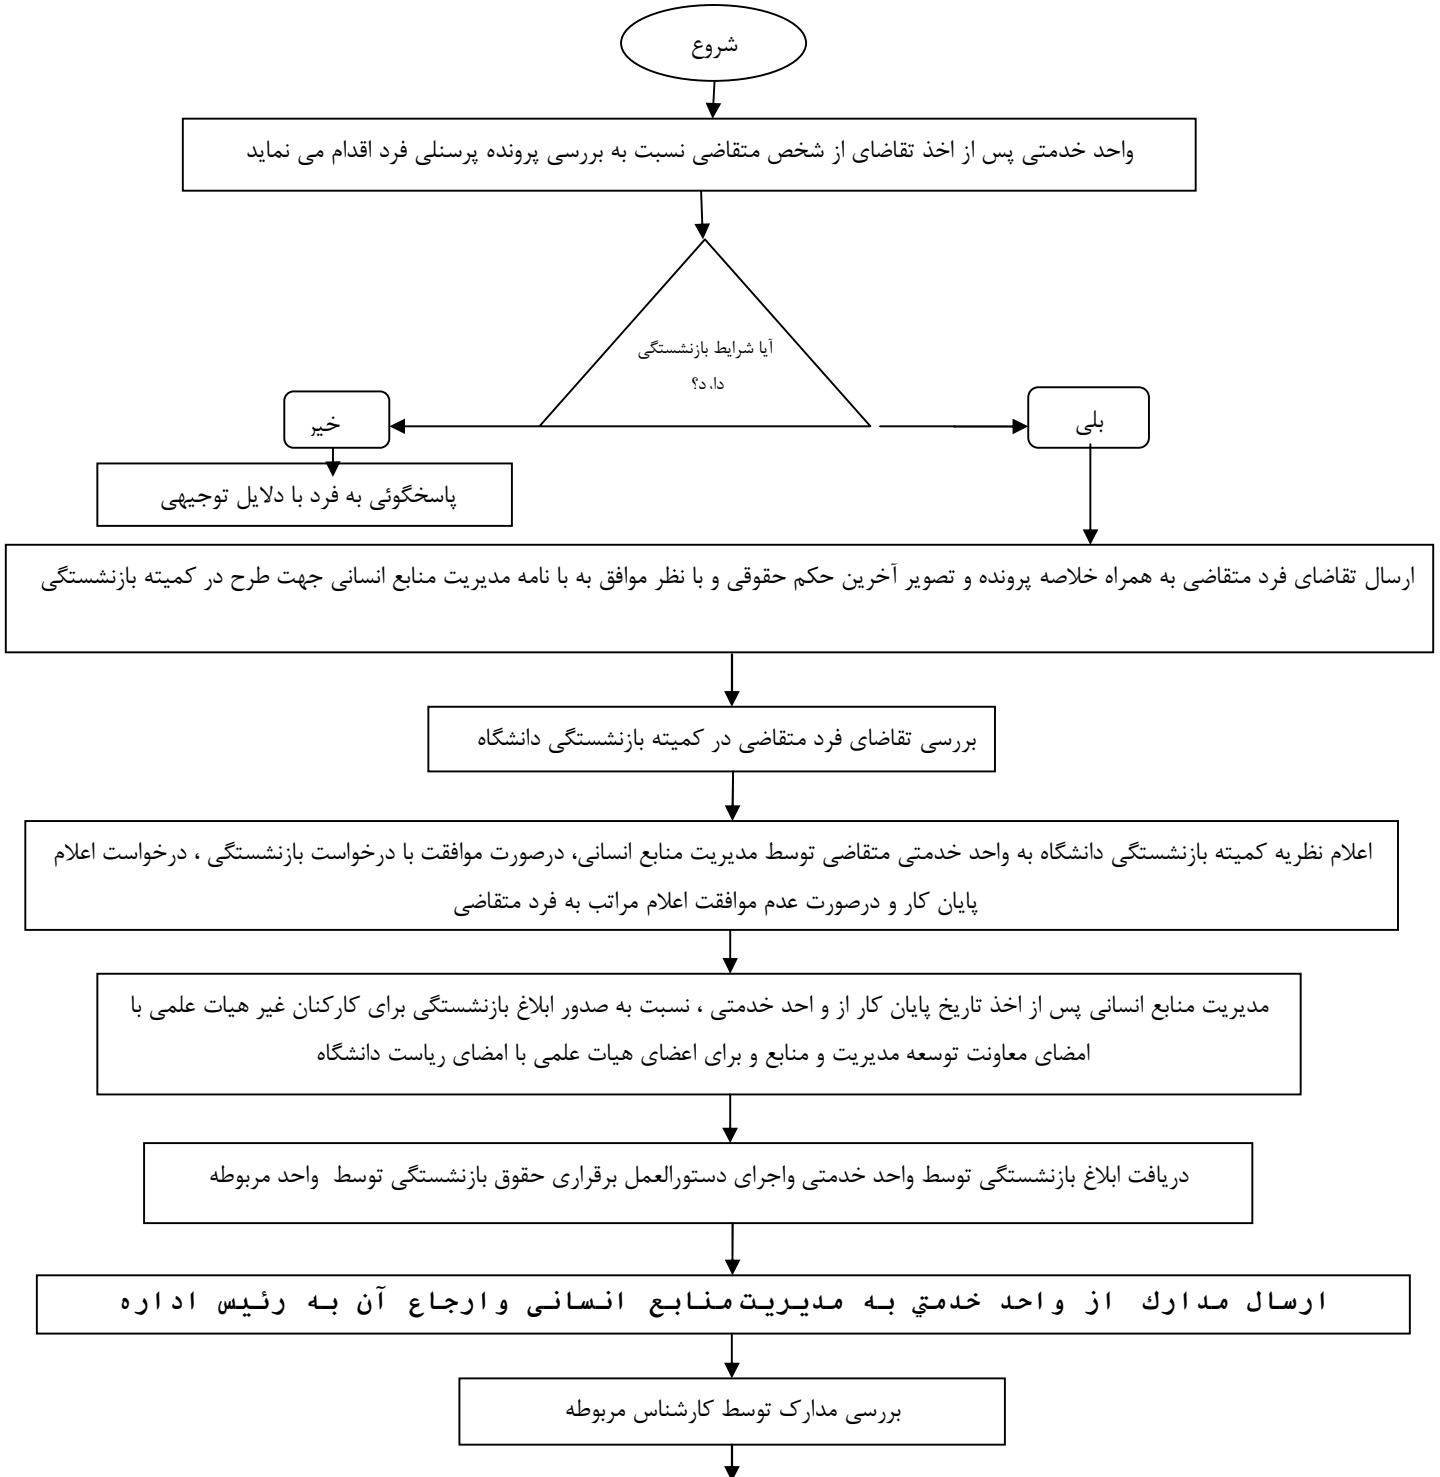 شروع
واحد خدمتی پس از اخذ تقاضای از شخص متقاضی نسبت به بررسی پرونده پرسنلی فرد اقدام می نماید
آیا شرایط بازنشستگی
دارد؟
بلی
خیر
پاسخگوئی به فرد با دلایل توجیهی
ارسال تقاضای فرد متقاضی به همراه خلاصه پرونده و تصویر آخرین حکم حقوقی و با نظر موافق به با نامه مدیریت منابع انسانی جهت طرح در کمیته بازنشستگی
بررسی تقاضای فرد متقاضی در کمیته بازنشستگی دانشگاه
اعلام نظریه کمیته بازنشستگی دانشگاه به واحد خدمتی متقاضی توسط مدیریت منابع انسانی، درصورت موافقت با درخواست بازنشستگی ، درخواست اعلام
پایان کار و درصورت عدم موافقت اعلام مراتب به فرد متقاضی
مدیریت منابع انسانی پس از اخذ تاریخ پایان کار از و احد خدمتی ، نسبت به صدور ابلاغ بازنشستگی برای کارکنان غیر هیات علمی با
امضای معاونت توسعه مدیریت و منابع و برای اعضای هیات علمی با امضای ریاست دانشگاه
دریافت ابلاغ بازنشستگی توسط واحد خدمتی واجرای دستورالعمل برقراری حقوق بازنشستگی توسط واحد مربوطه
ارسال مدارك از واحد خدمتي به مدیریت منابع انسانی وارجاع آن به رئیس اداره
بررسی مدارک توسط کارشناس مربوطه